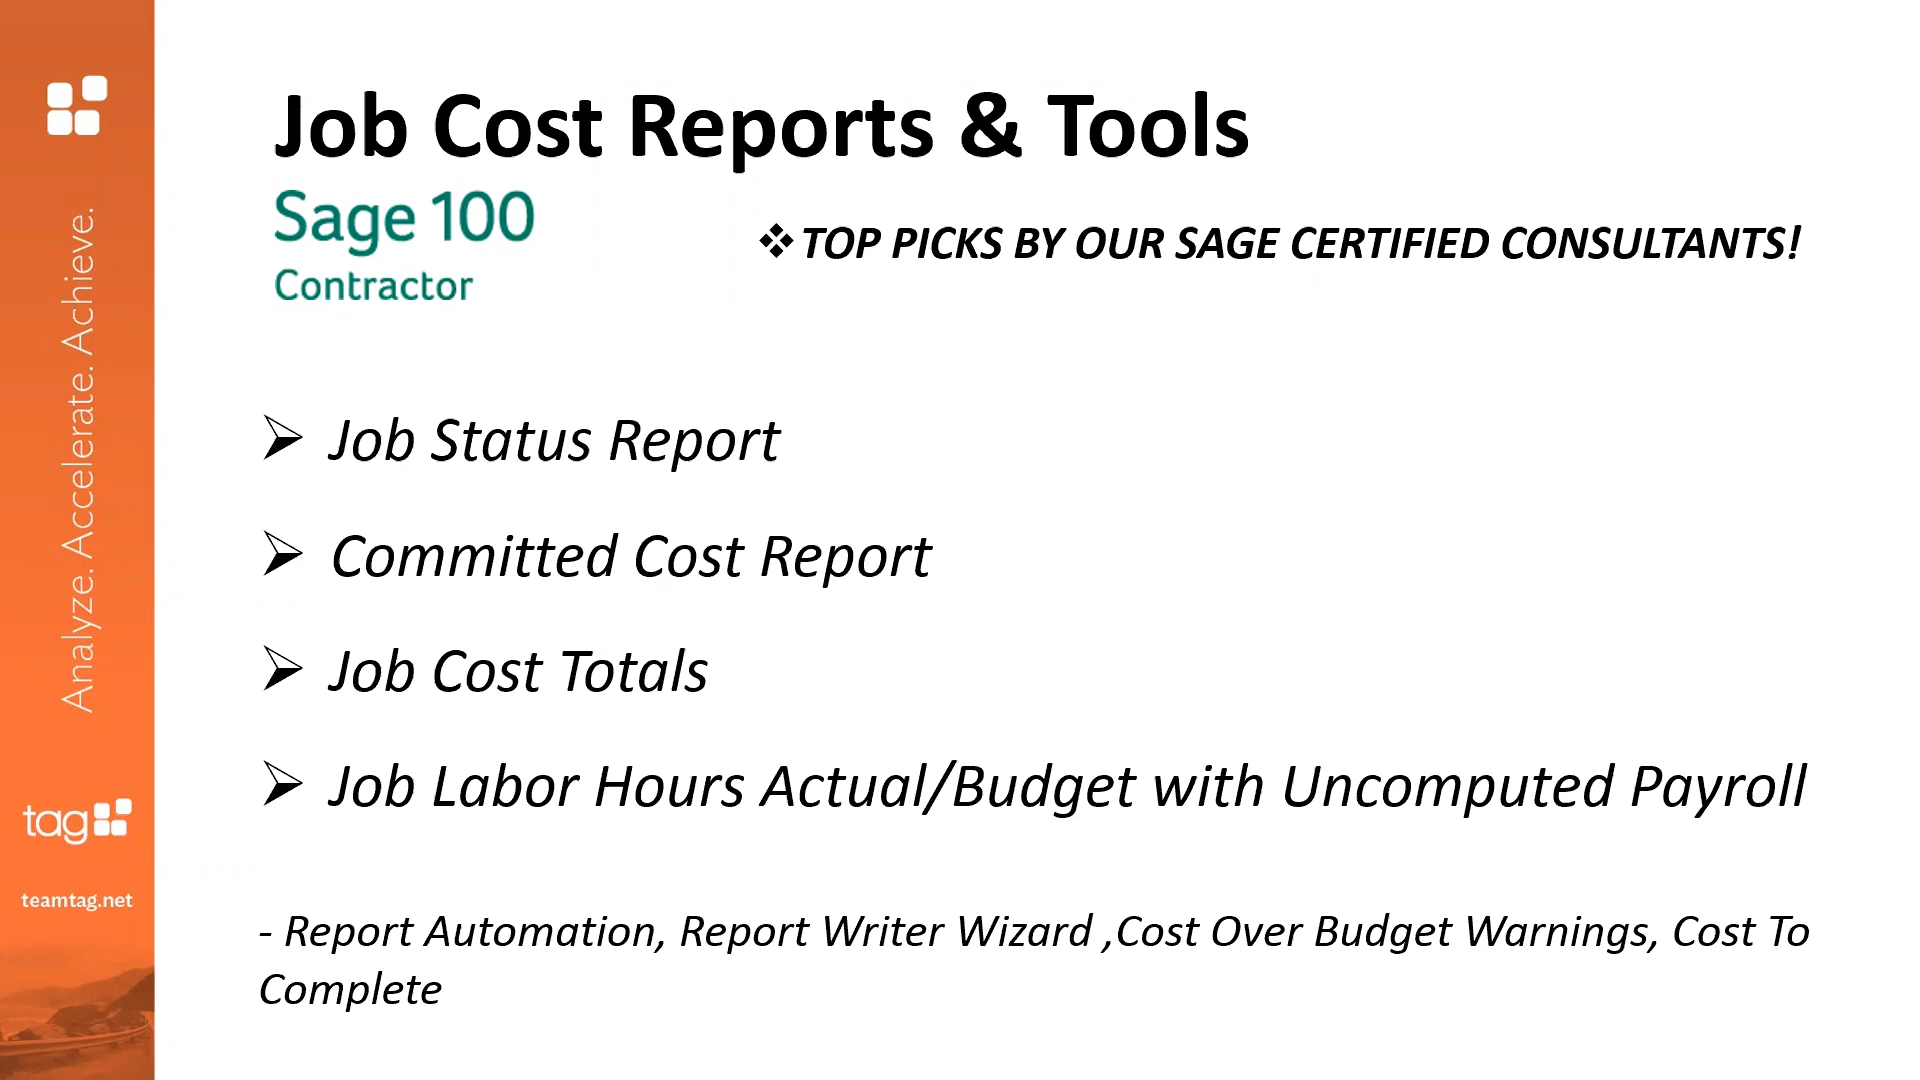 Job Cost Reports & Tools
Sage 100
Contractor
❖TOP PICKS BY OUR SAGE CERTIFIED CONSULTANTS!
➢ Job Status Report
➢ Committed Cost Report
➢ Job Cost Totals
➢ Job Labor Hours Actual/Budget with Uncomputed Payroll
- Report Automation, Report Writer Wizard ,Cost Over Budget Warnings, Cost To
Complete
Analyze. Accelerate. Achieve.
tag
teamtag.net